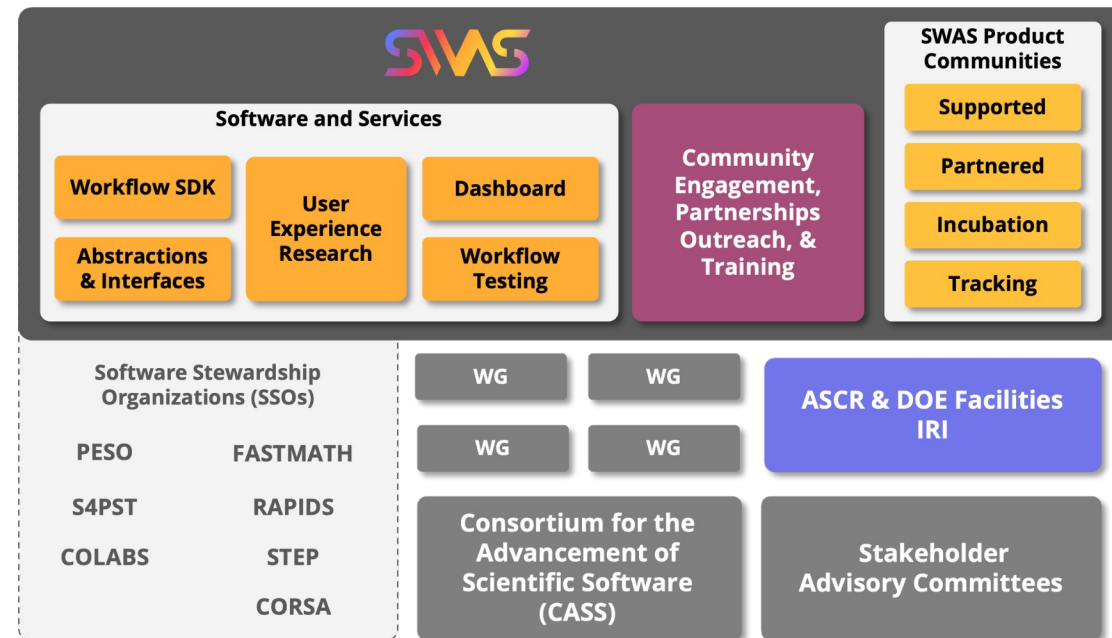 SWAS
SWAS Product
Communities
Supported
Partnered
Incubation
Tracking
Software and Services
Workflow SDK
Abstractions
& Interfaces
User
Experience
Research
Dashboard
Workflow
Testing
Community
Engagement,
Partnerships
Outreach, &
Training
Software Stewardship
Organizations (SSOs)
PESO
FASTMATH
S4PST
RAPIDS
COLABS
STEP
CORSA
WG
WG
WG
WG
ASCR & DOE Facilities
IRI
Consortium for the
Advancement of
Scientific Software
(CASS)
Stakeholder
Advisory Committees